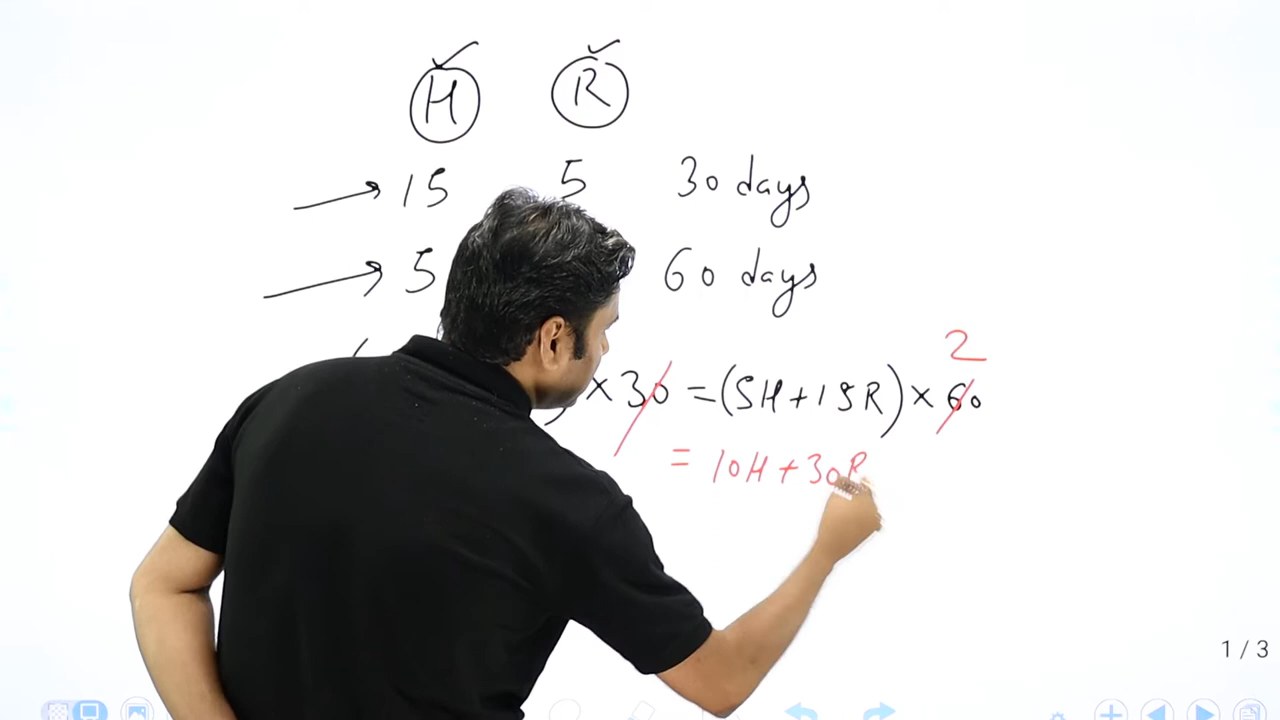 H R
15 5 30 days
5 60 days
× 30 = (5H+15R) × 60
2
= 10H + 30R
1 / 3